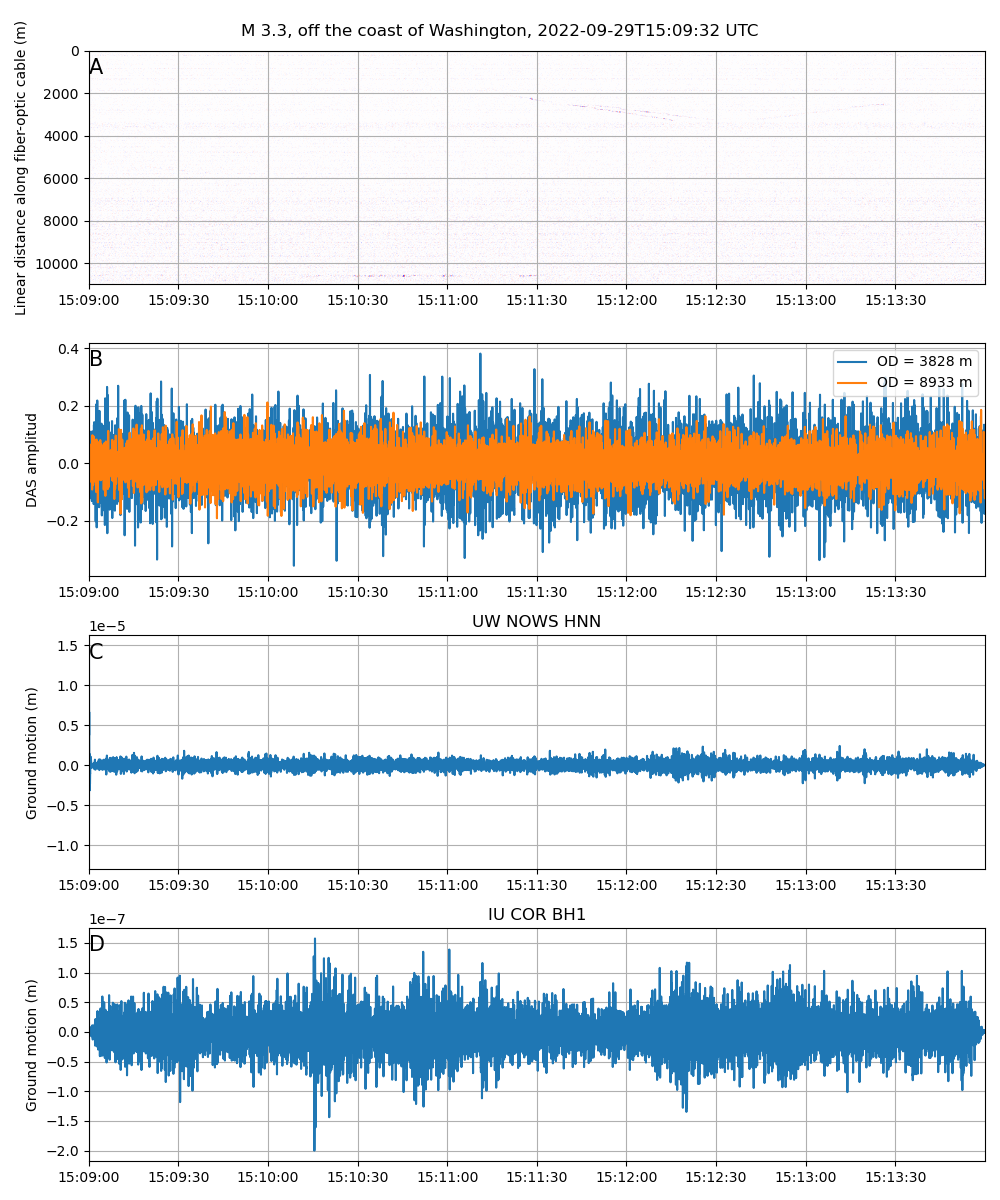 M 3.3, off the coast of Washington, 2022-09-29T15:09:32 UTC
A
Linear distance along fiber-optic cable (m)
0
2000
4000
6000
8000
10000
15:09:00 15:09:30 15:10:00 15:10:30 15:11:00 15:11:30 15:12:00 15:12:30 15:13:00 15:13:30
B
DAS amplitud
0.4
0.2
0.0
−0.2
OD = 3828 m
OD = 8933 m
15:09:00 15:09:30 15:10:00 15:10:30 15:11:00 15:11:30 15:12:00 15:12:30 15:13:00 15:13:30
UW NOWS HNN
1e−5
C
Ground motion (m)
1.5
1.0
0.5
0.0
−0.5
−1.0
15:09:00 15:09:30 15:10:00 15:10:30 15:11:00 15:11:30 15:12:00 15:12:30 15:13:00 15:13:30
IU COR BH1
1e−7
D
Ground motion (m)
1.5
1.0
0.5
0.0
−0.5
−1.0
−1.5
−2.0
15:09:00 15:09:30 15:10:00 15:10:30 15:11:00 15:11:30 15:12:00 15:12:30 15:13:00 15:13:30